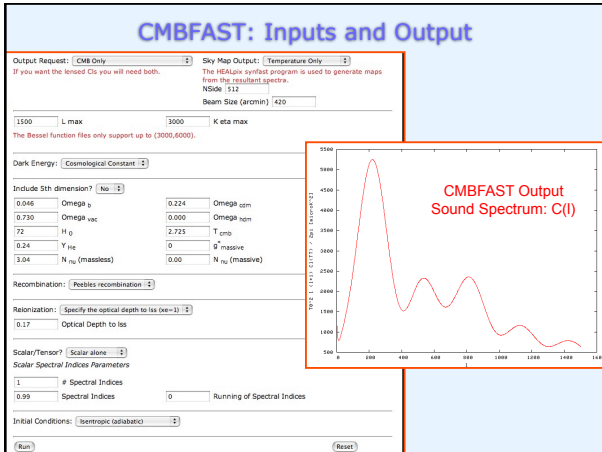 CMBFAST: Inputs and Output
Output Request: CMB Only
Sky Map Output: Temperature Only
If you want the lensed Cls you will need both.
The HEALpix synfast program is used to generate maps
from the resultant spectra.
NSide 512
Beam Size (arcmin) 420
1500 L max 3000 K eta max
The Bessel function files only support up to (3000,6000).
Dark Energy: Cosmological Constant
Include 5th dimension? No
0.046 Omega b 0.224 Omega cdm
0.730 Omega vac 0.000 Omega hdm
72 H 0 2.725 T cmb
0.24 Y He 0 g* massive
3.04 N nu (massless) 0.00 N nu (massive)
Recombination: Peebles recombination
Reionization: Specify the optical depth to lss (xe=1)
0.17 Optical Depth to lss
Scalar/Tensor? Scalar alone
Scalar Spectral Indices Parameters
1 # Spectral Indices
0.99 Spectral Indices 0 Running of Spectral Indices
Initial Conditions: Isentropic (adiabatic)
Run Reset
CMBFAST Output
Sound Spectrum: C(l)
T0^2 l (l+1) Cl(TT) / 2pi [microK^2]
5500
5000
4500
4000
3500
3000
2500
2000
1500
1000
500
0 200 400 600 800 1000 1200 1400 1600